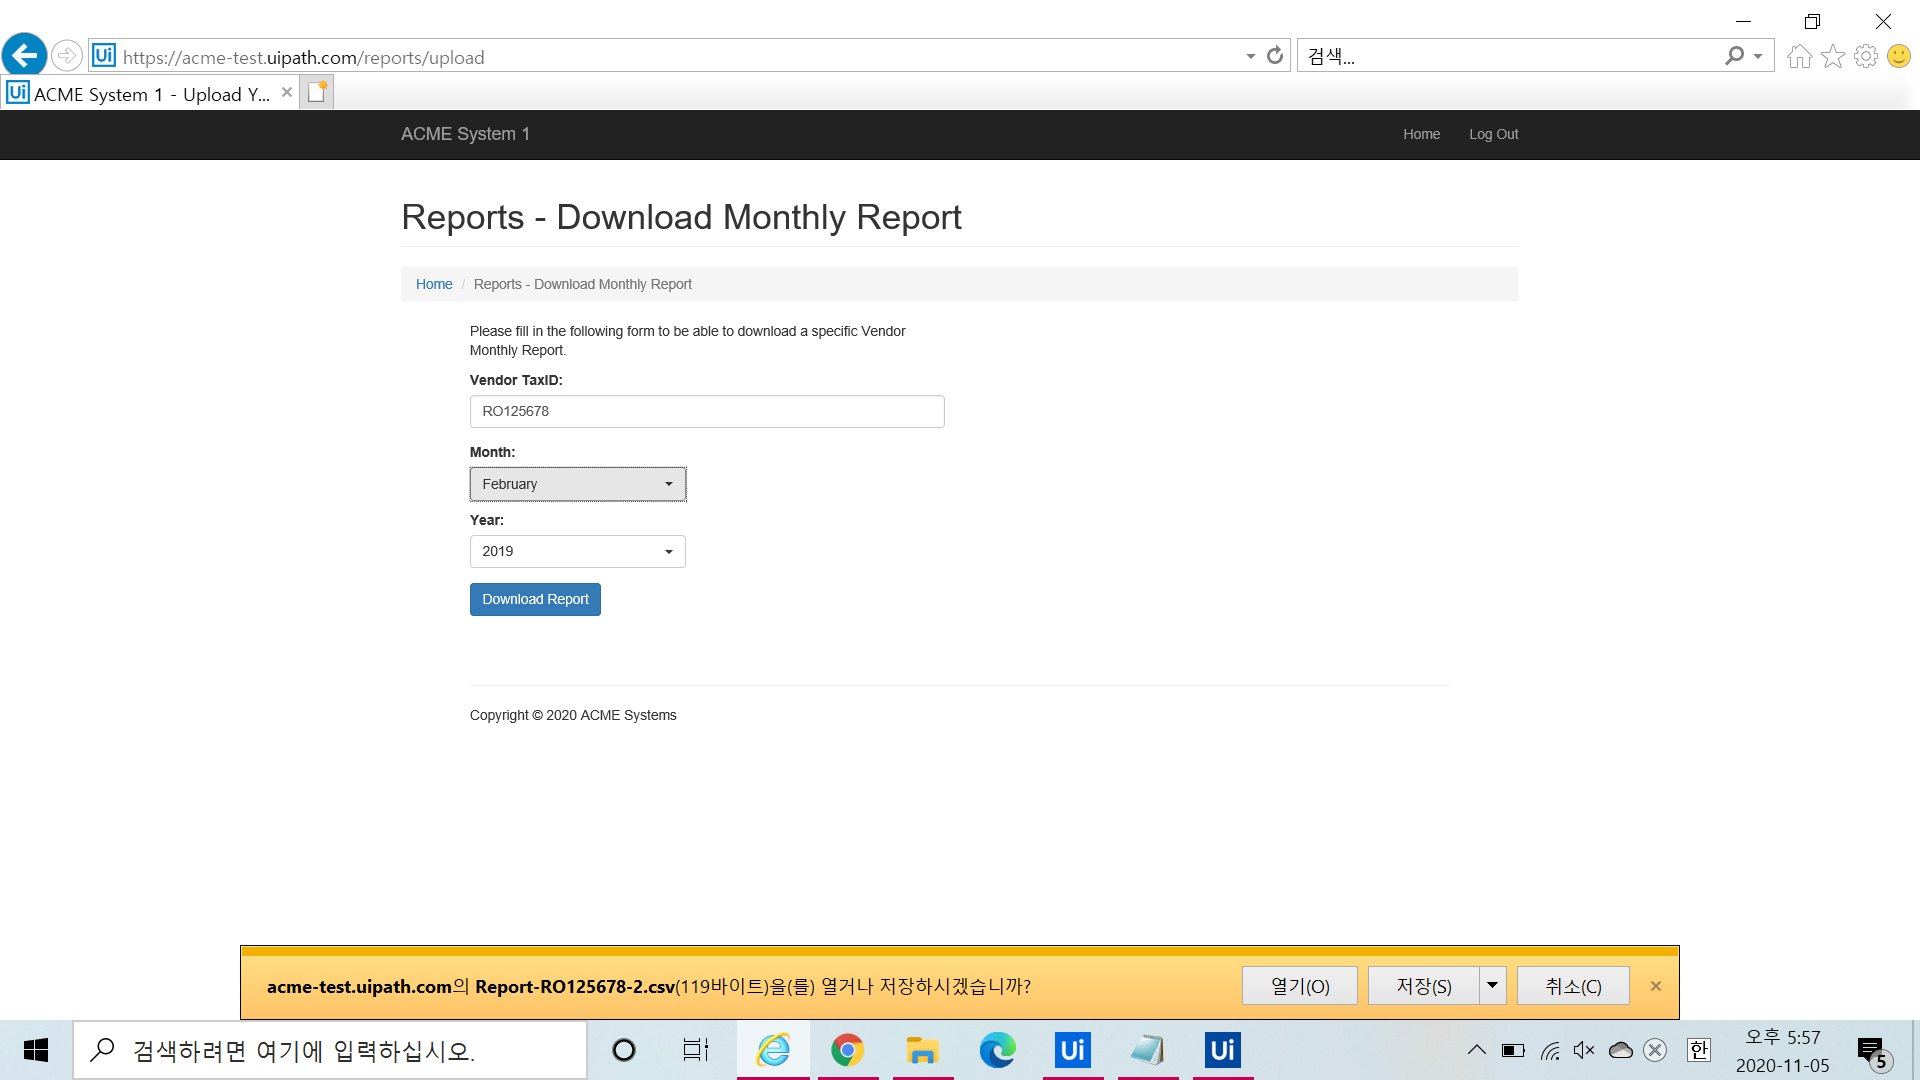 https://acme-test.uipath.com/reports/upload
검색...
Ui ACME System 1 - Upload Y...
ACME System 1
Home
Log Out
Reports - Download Monthly Report
Home / Reports - Download Monthly Report
Please fill in the following form to be able to download a specific Vendor
Monthly Report.
Vendor TaxID:
RO125678
Month:
February
Year:
2019
Download Report
Copyright © 2020 ACME Systems
acme-test.uipath.com의 Report-RO125678-2.csv(119바이트)을(를) 열거나 저장하시겠습니까?
열기(O)
저장(S)
취소(C)
검색하려면 여기에 입력하십시오.
Ui
Ui
한
오후 5:57
2020-11-05
5